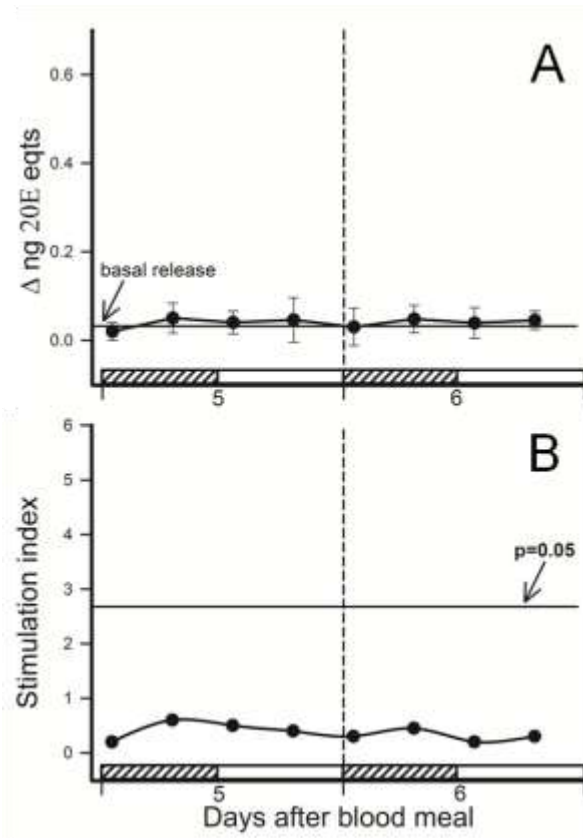 A
Δ ng 20E eqts
0.6
0.4
0.2
basal release
0.0
5
6
B
Stimulation index
6
5
4
p=0.05
3
2
1
0
5
6
Days after blood meal